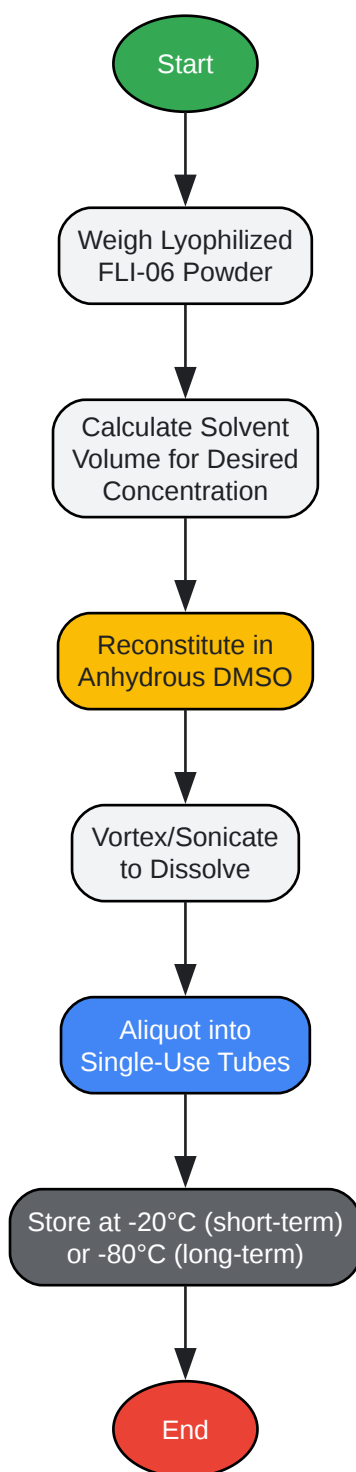 Start
Weigh Lyophilized
FLI-06 Powder
Calculate Solvent
Volume for Desired
Concentration
Reconstitute in
Anhydrous DMSO
Vortex/Sonicate
to Dissolve
Aliquot into
Single-Use Tubes
Store at -20°C (short-term)
or -80°C (long-term)
End